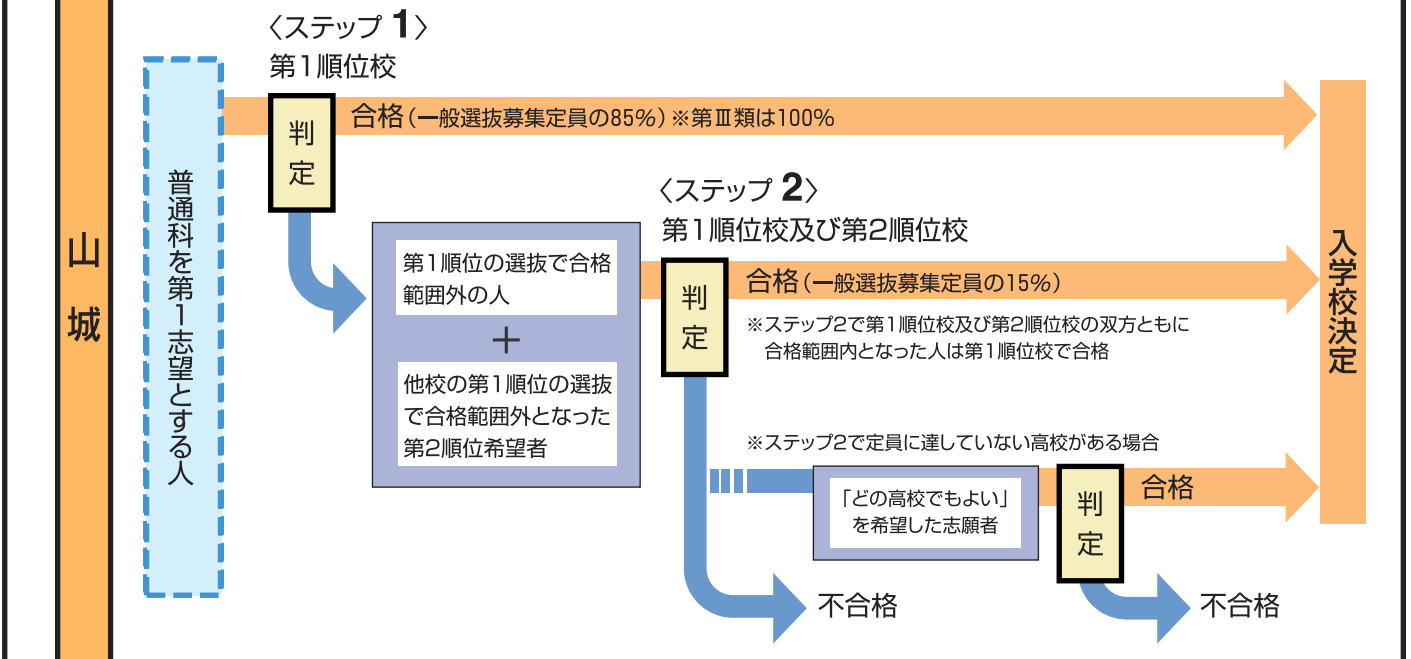 山城
普通科を第1志望とする人
〈ステップ 1〉
第1順位校
判定
合格(一般選抜募集定員の85%)※第Ⅲ類は100%
第1順位の選抜で合格
範囲外の人
＋
他校の第1順位の選抜
で合格範囲外となった
第2順位希望者
〈ステップ 2〉
第1順位校及び第2順位校
判定
合格(一般選抜募集定員の15%)
※ステップ2で第1順位校及び第2順位校の双方ともに
合格範囲内となった人は第1順位校で合格
※ステップ2で定員に達していない高校がある場合
「どの高校でもよい」
を希望した志願者
判定
合格
不合格
不合格
入学校決定